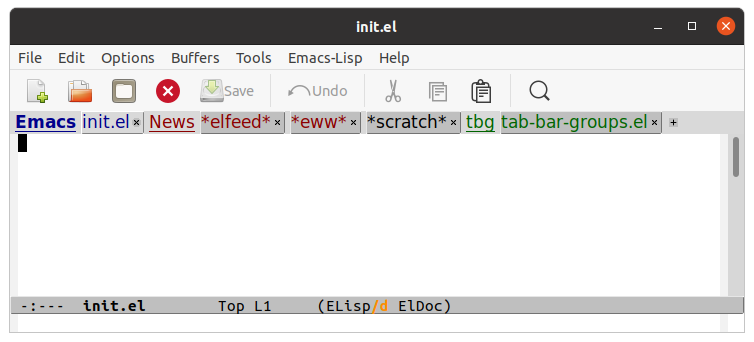 init.el
File Edit Options Buffers Tools Emacs-Lisp Help
Save Undo
Emacs init.el News *elfeed* *eww* *scratch* tbg tab-bar-groups.el
-:--- init.el Top L1 (ELisp/d ElDoc)